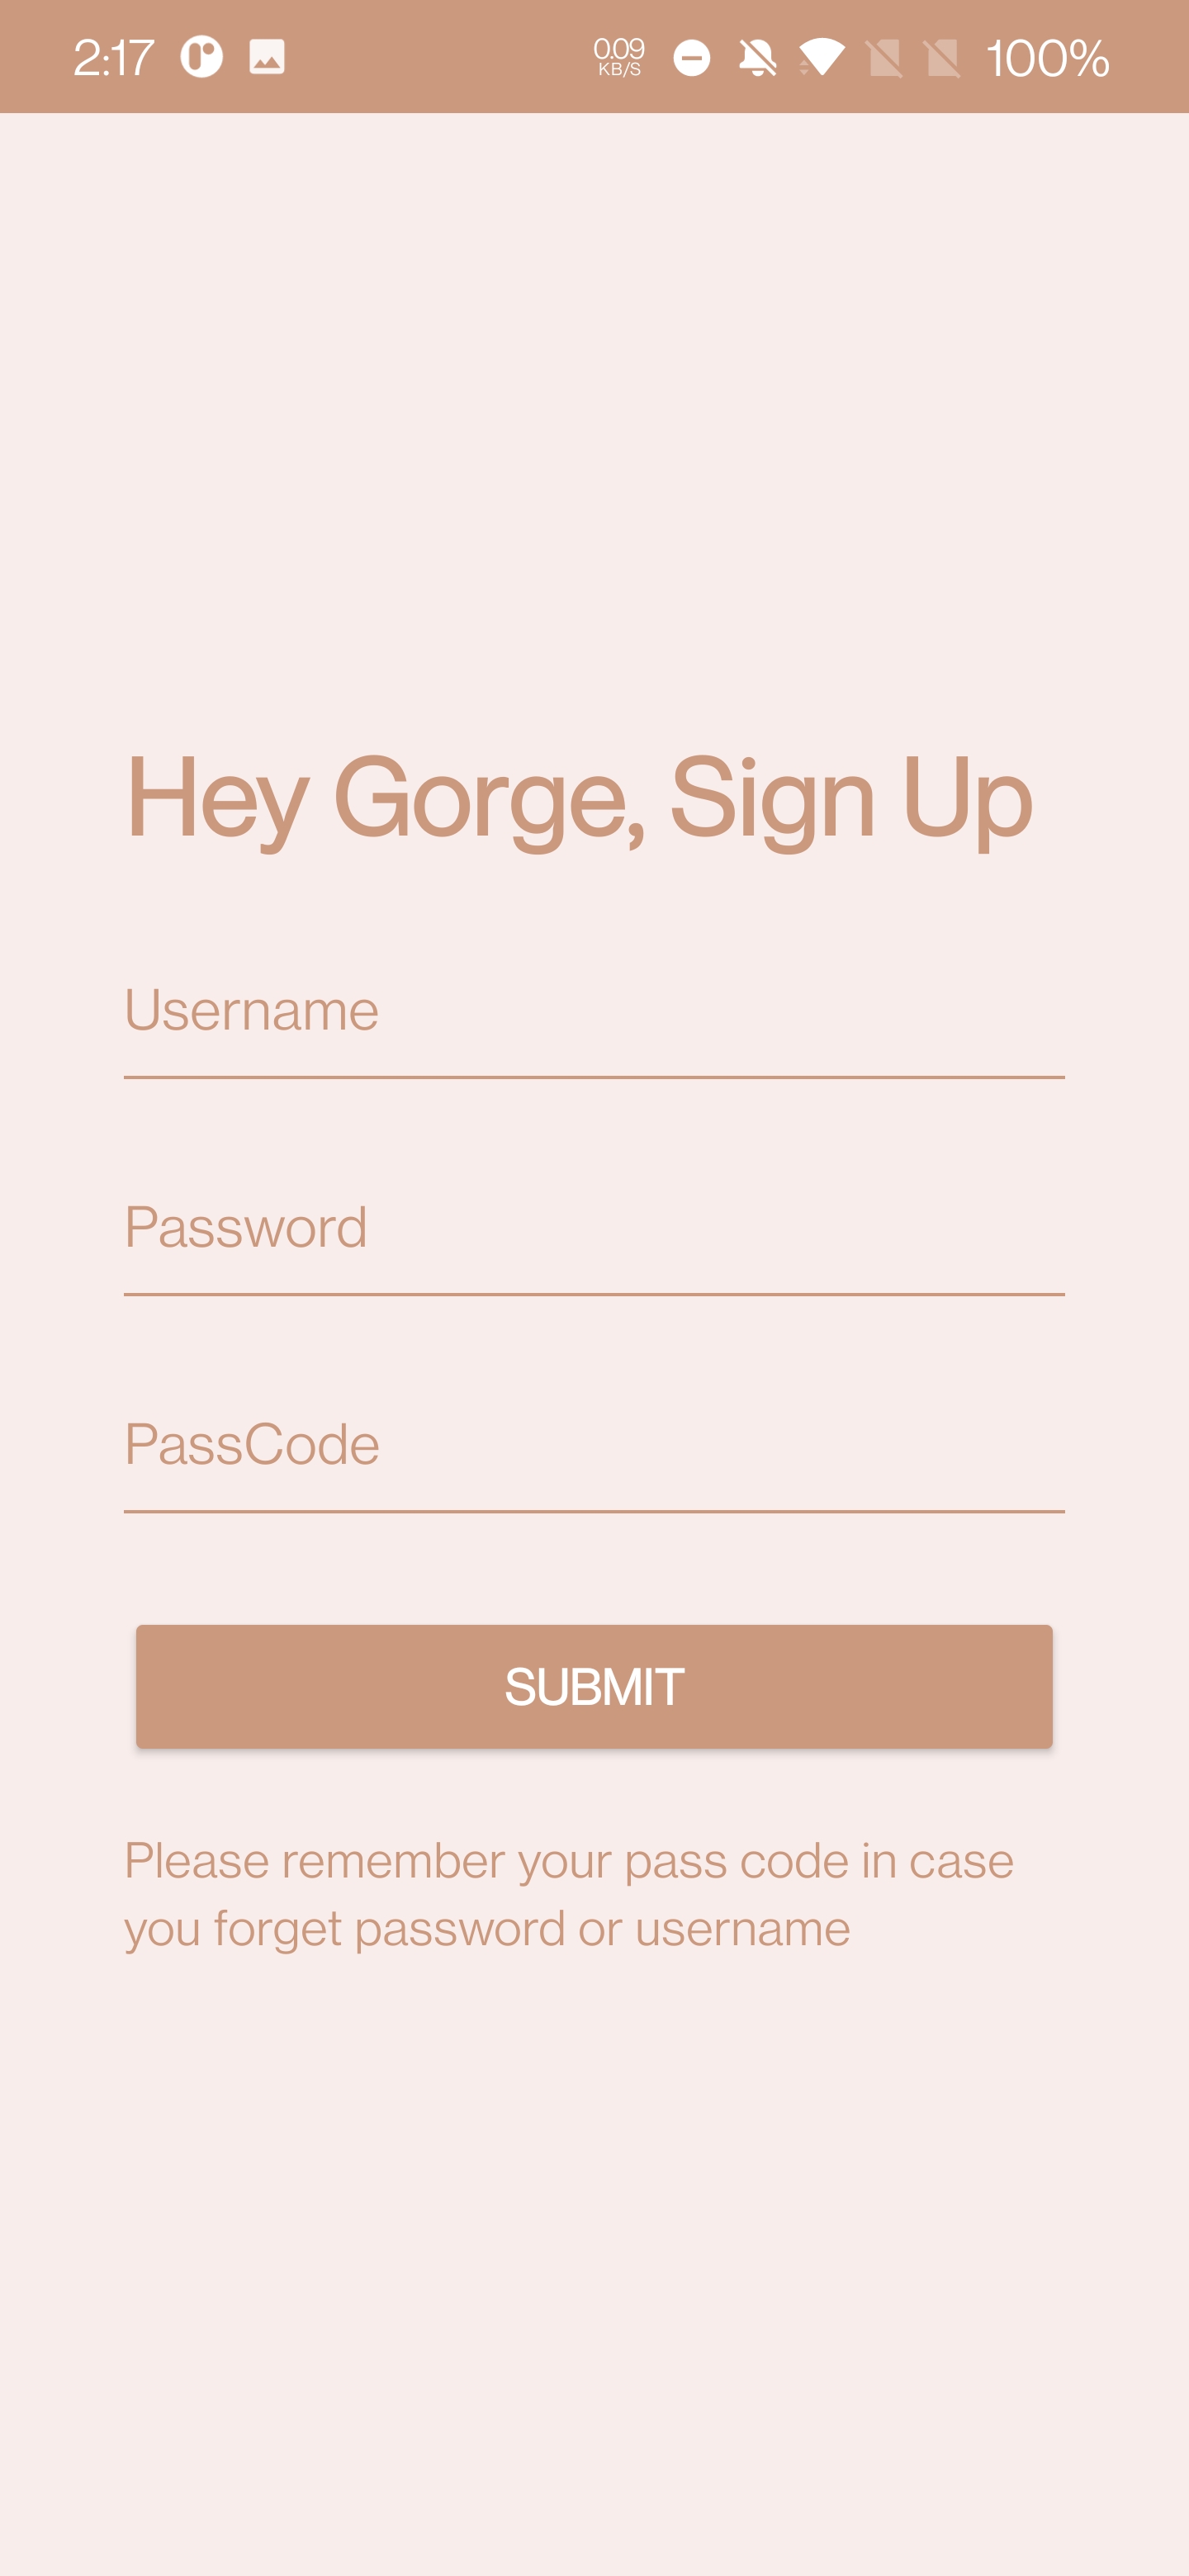 2:17
0.09
KB/S
100%
Hey Gorge, Sign Up
Username
Password
PassCode
SUBMIT
Please remember your pass code in case
you forget password or username